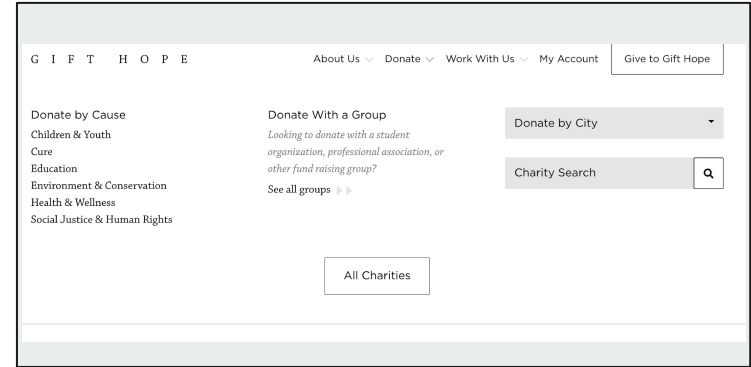 GIFT HOPE
About Us Donate Work With Us My Account Give to Gift Hope
Donate by Cause
Children & Youth
Cure
Education
Environment & Conservation
Health & Wellness
Social Justice & Human Rights
Donate With a Group
Looking to donate with a student
organization, professional association, or
other fund raising group?
See all groups
Donate by City
Charity Search
All Charities